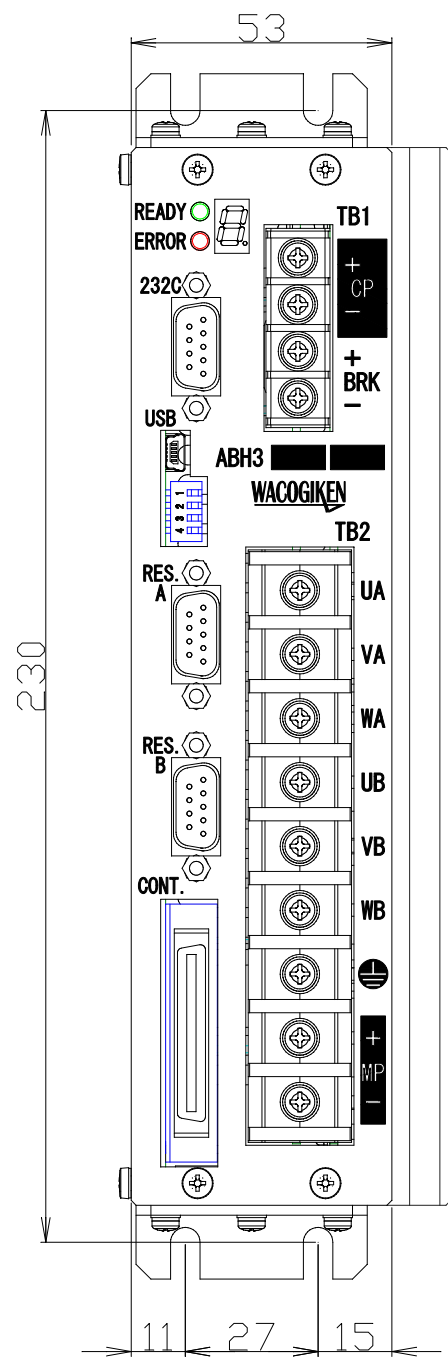 53
READY
ERROR
8.
TB1
232C
+
CP
-
+
BRK
-
USB
ABH3
WACOGIKEN
1
2
3
4
TB2
RES.
A
UA
VA
WA
RES.
B
UB
VB
CONT.
WB
+
MP
-
230
11
27
15